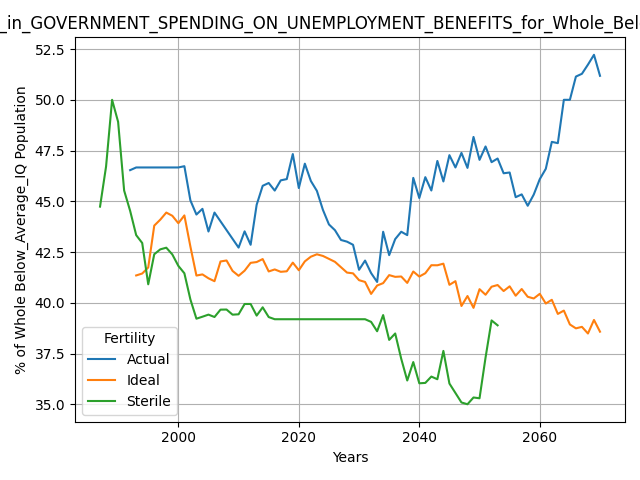 _in_GOVERNMENT_SPENDING_ON_UNEMPLOYMENT_BENEFITS_for_Whole_Bel
% of Whole Below_Average_IQ Population
52.5
50.0
47.5
45.0
42.5
40.0
37.5
35.0
Fertility
Actual
Ideal
Sterile
2000
2020
2040
2060
Years